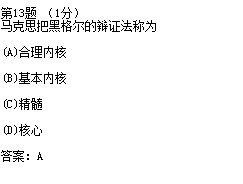 第13题 （1分）
马克思把黑格尔的辩证法称为
(A)合理内核
(B)基本内核
(C)精髓
(D)核心
答案: A